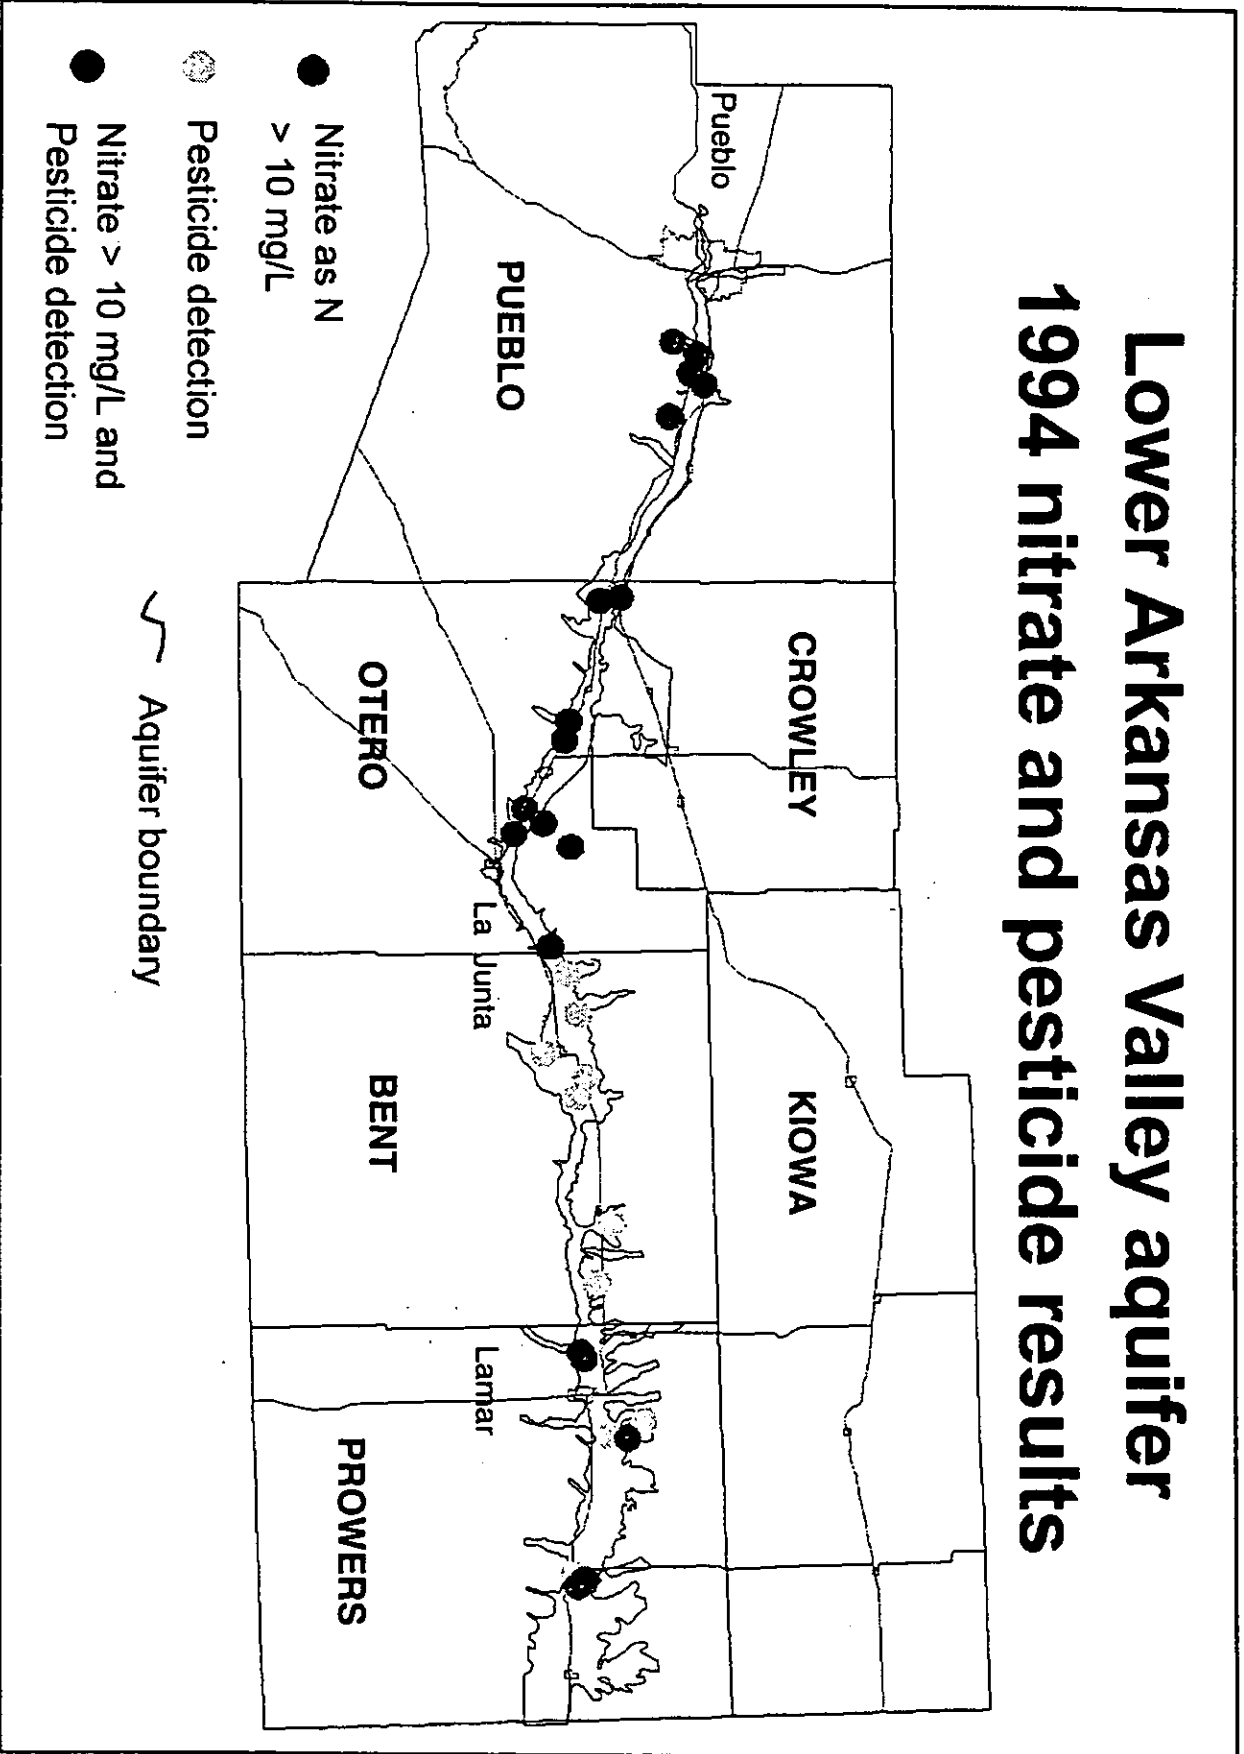 Lower Arkansas Valley aquifer
1994 nitrate and pesticide results
Pueblo
PUEBLO
CROWLEY
OTERO
La Junta
KIOWA
BENT
Lamar
PROWERS
Nitrate as N
> 10 mg/L
Pesticide detection
Nitrate > 10 mg/L and
Pesticide detection
Aquifer boundary